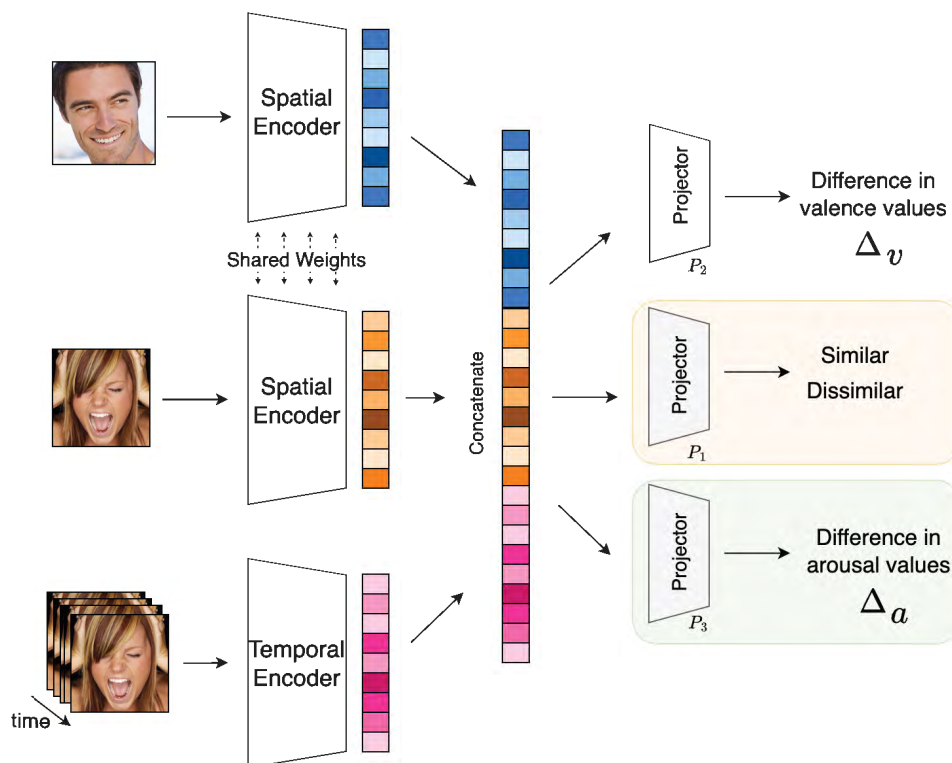 Spatial
Encoder
Shared Weights
Spatial
Encoder
Temporal
Encoder
time
Concatenate
Projector
P2
Difference in
valence values
Δv
Projector
P1
Similar
Dissimilar
Projector
P3
Difference in
arousal values
Δa